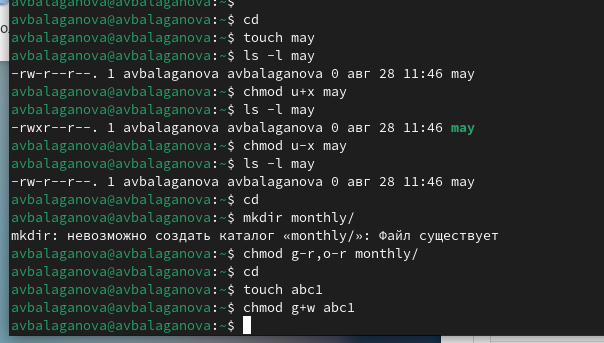 avbalaganova@avbalaganova:~$
avbalaganova@avbalaganova:~$ cd
avbalaganova@avbalaganova:~$ touch may
avbalaganova@avbalaganova:~$ ls -l may
-rw-r--r--. 1 avbalaganova avbalaganova 0 авг 28 11:46 may
avbalaganova@avbalaganova:~$ chmod u+x may
avbalaganova@avbalaganova:~$ ls -l may
-rwxr--r--. 1 avbalaganova avbalaganova 0 авг 28 11:46 may
avbalaganova@avbalaganova:~$ chmod u-x may
avbalaganova@avbalaganova:~$ ls -l may
-rw-r--r--. 1 avbalaganova avbalaganova 0 авг 28 11:46 may
avbalaganova@avbalaganova:~$ cd
avbalaganova@avbalaganova:~$ mkdir monthly/
mkdir: невозможно создать каталог «monthly/»: Файл существует
avbalaganova@avbalaganova:~$ chmod g-r,o-r monthly/
avbalaganova@avbalaganova:~$ cd
avbalaganova@avbalaganova:~$ touch abc1
avbalaganova@avbalaganova:~$ chmod g+w abc1
avbalaganova@avbalaganova:~$